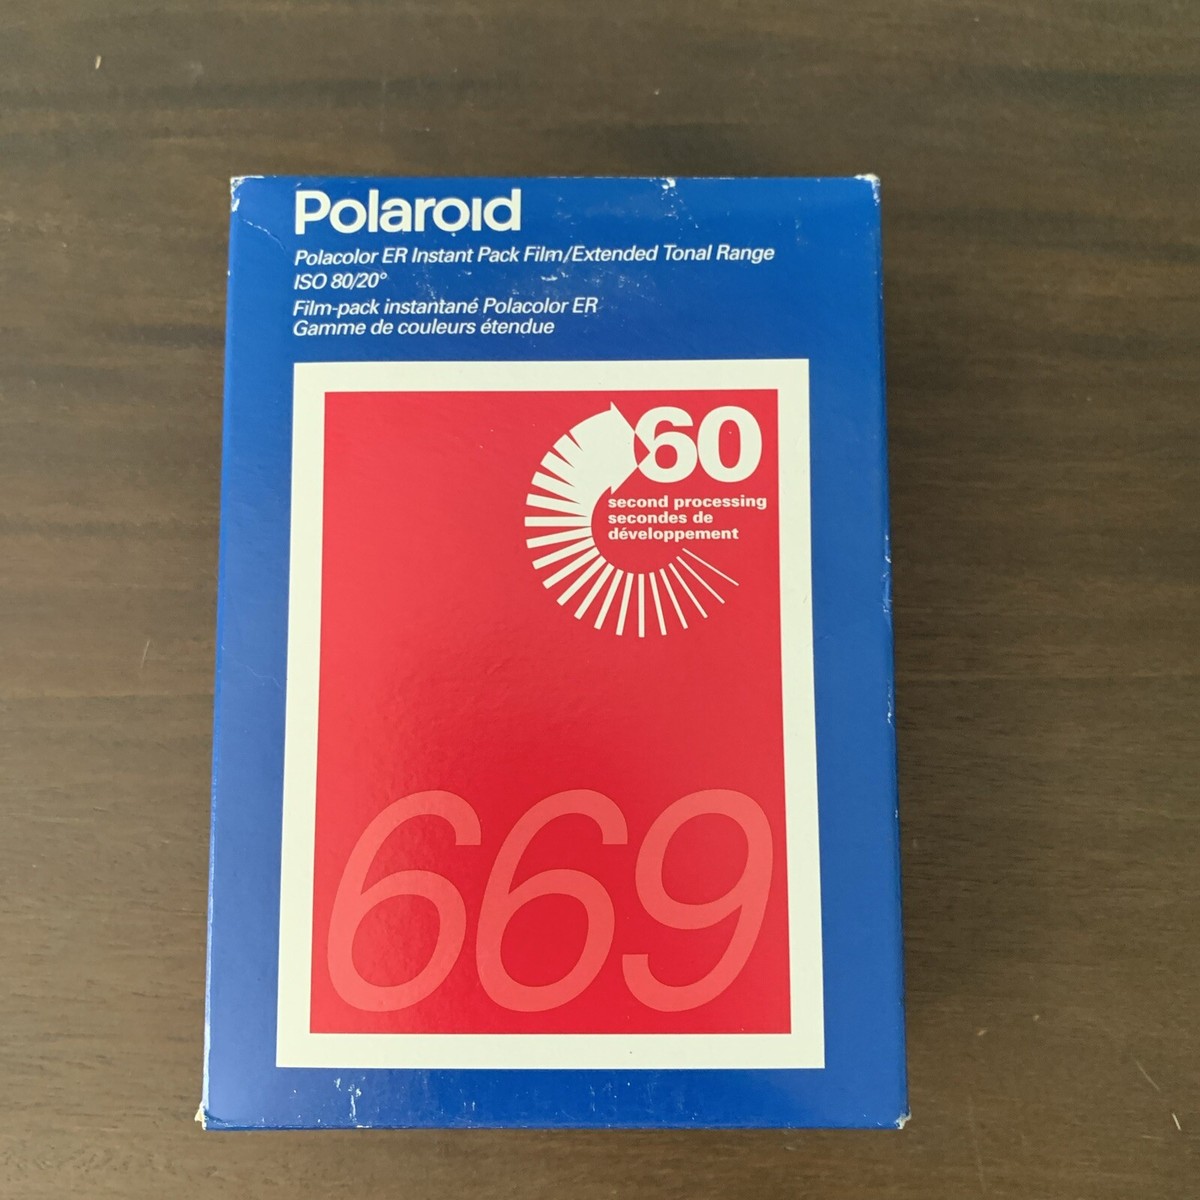 Polaroid
Polacolor ER Instant Pack Film/Extended Tonal Range
ISO 80/20°
Film-pack instantané Polacolor ER
Gamme de couleurs étendue
60
second processing
secondes de
développement
669